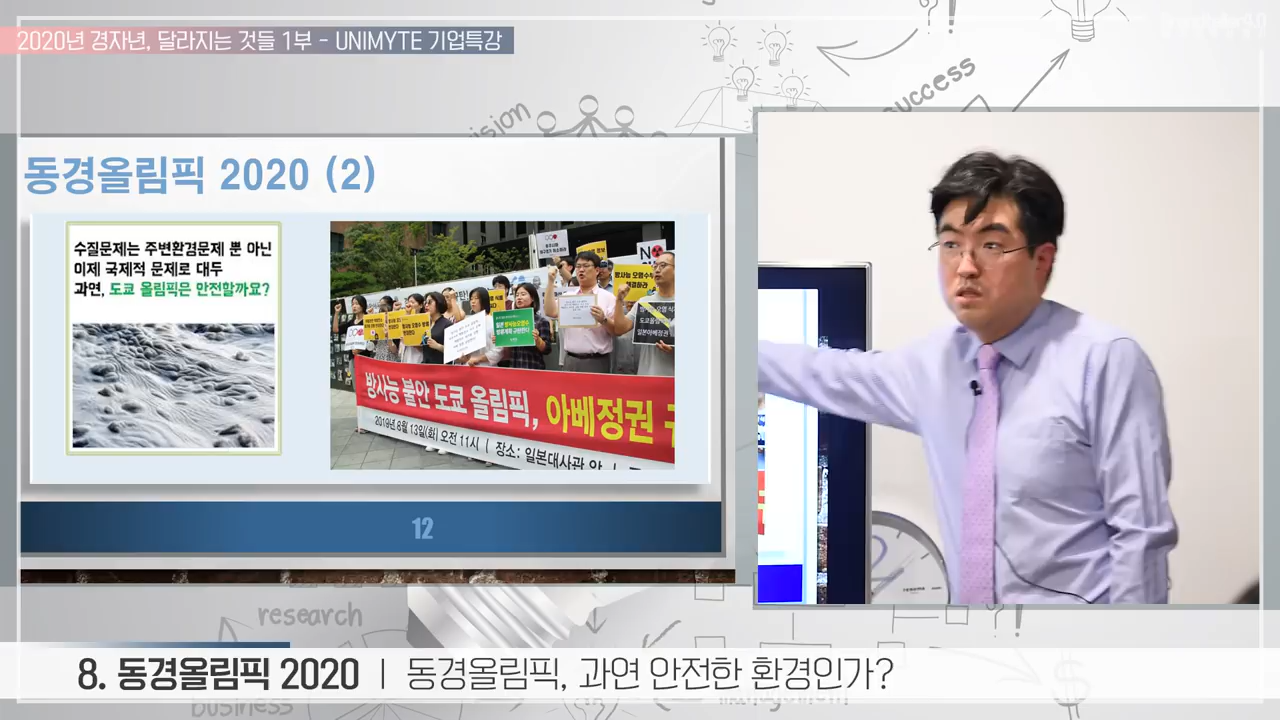 2020년 경자년, 달라지는 것들 1부 - UNIMYTE 기업특강
success
동경올림픽 2020 (2)
수질문제는 주변환경문제 뿐 아닌
이제 국제적 문제로 대두
과연, 도쿄 올림픽은 안전할까요?
방사능 불안 도쿄 올림픽, 아베정권
2019년 8월 13일(화) 오전 11시 | 장소: 일본대사관 앞
12
research
8. 동경올림픽 2020 | 동경올림픽, 과연 안전한 환경인가?
business